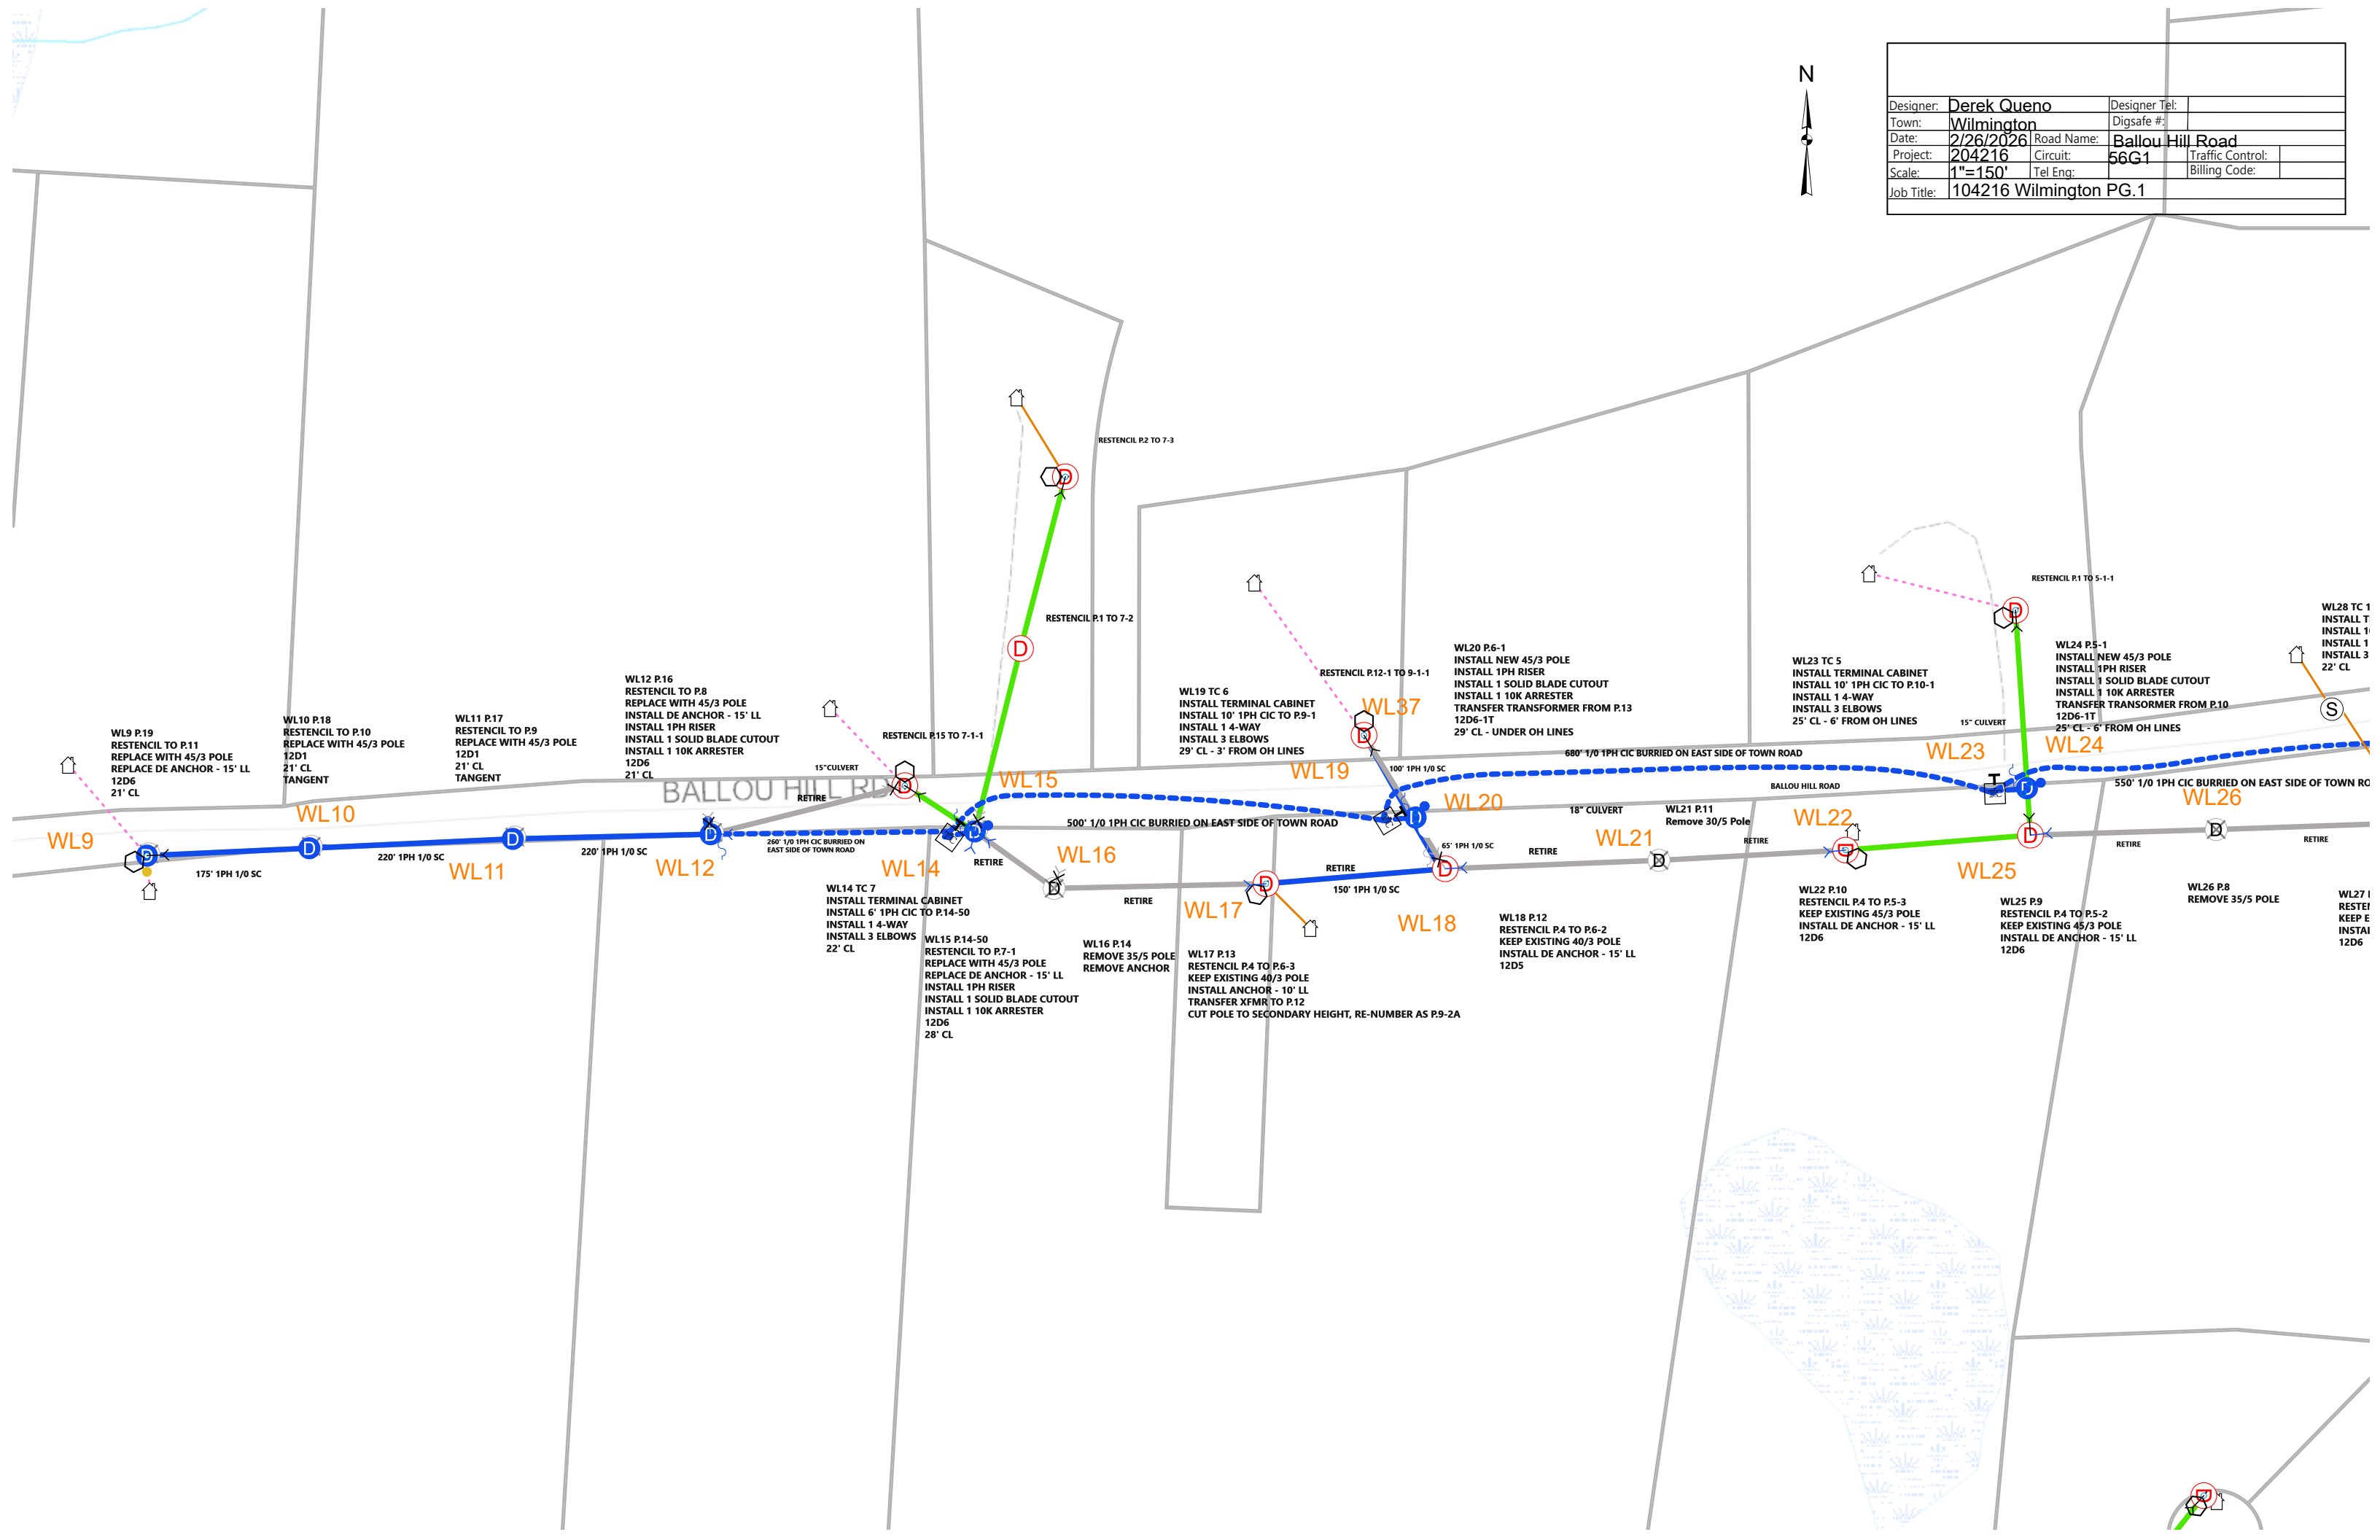 N
Designer: Derek Queno Designer Tel:
Town: Wilmington Digsafe #:
Date: 2/26/2026 Road Name: Ballou Hill Road
Project: 204216 Circuit: 56G1 Traffic Control:
Scale: 1"=150' Tel Eng: Billing Code:
Job Title: 104216 Wilmington PG.1
RESTENCIL P.2 TO 7-3
D
RESTENCIL P.1 TO 7-2
D
RESTENCIL P.1 TO 5-1-1
D
WL9 P.19
RESTENCIL TO P.11
REPLACE WITH 45/3 POLE
REPLACE DE ANCHOR - 15' LL
12D6
21' CL
WL10 P.18
RESTENCIL TO P.10
REPLACE WITH 45/3 POLE
12D1
21' CL
TANGENT
WL11 P.17
RESTENCIL TO P.9
REPLACE WITH 45/3 POLE
12D1
21' CL
TANGENT
WL12 P.16
RESTENCIL TO P.8
REPLACE WITH 45/3 POLE
INSTALL DE ANCHOR - 15' LL
INSTALL 1PH RISER
INSTALL 1 SOLID BLADE CUTOUT
INSTALL 1 10K ARRESTER
12D6
21' CL
RESTENCIL P.15 TO 7-1-1
15"CULVERT
BALLOU HILL RD
RETIRE
D
WL15
WL19 TC 6
INSTALL TERMINAL CABINET
INSTALL 10' 1PH CIC TO P.9-1
INSTALL 1 4-WAY
INSTALL 3 ELBOWS
29' CL - 3' FROM OH LINES
RESTENCIL P.12-1 TO 9-1-1
WL37
D
WL19
100' 1PH 1/0 SC
WL20 P.6-1
INSTALL NEW 45/3 POLE
INSTALL 1PH RISER
INSTALL 1 SOLID BLADE CUTOUT
INSTALL 1 10K ARRESTER
TRANSFER TRANSFORMER FROM P.13
12D6-1T
29' CL - UNDER OH LINES
680' 1/0 1PH CIC BURRIED ON EAST SIDE OF TOWN ROAD
WL23 TC 5
INSTALL TERMINAL CABINET
INSTALL 10' 1PH CIC TO P.10-1
INSTALL 1 4-WAY
INSTALL 3 ELBOWS
25' CL - 6' FROM OH LINES
15" CULVERT
WL23
T
WL24 P.5-1
INSTALL NEW 45/3 POLE
INSTALL 1PH RISER
INSTALL 1 SOLID BLADE CUTOUT
INSTALL 1 10K ARRESTER
TRANSFER TRANSORMER FROM P.10
12D6-1T
25' CL - 6' FROM OH LINES
WL24
WL28 TC 1
INSTALL T
INSTALL 1
INSTALL 1
INSTALL 3
22' CL
S
BALLOU HILL ROAD
550' 1/0 1PH CIC BURRIED ON EAST SIDE OF TOWN RO
WL26
WL9
D
WL10
D
175' 1PH 1/0 SC
220' 1PH 1/0 SC
D
WL11
220' 1PH 1/0 SC
D
WL12
260' 1/0 1PH CIC BURRIED ON
EAST SIDE OF TOWN ROAD
WL14
D
RETIRE
500' 1/0 1PH CIC BURRIED ON EAST SIDE OF TOWN ROAD
WL16
D
RETIRE
WL20
D
18" CULVERT
WL21 P.11
Remove 30/5 Pole
WL21
65' 1PH 1/0 SC
RETIRE
D
RETIRE
WL22
D
D
WL25
RETIRE
D
RETIRE
WL17
D
RETIRE
150' 1PH 1/0 SC
D
WL18
WL14 TC 7
INSTALL TERMINAL CABINET
INSTALL 6' 1PH CIC TO P.14-50
INSTALL 1 4-WAY
INSTALL 3 ELBOWS
22' CL
WL15 P.14-50
RESTENCIL TO P.7-1
REPLACE WITH 45/3 POLE
REPLACE DE ANCHOR - 15' LL
INSTALL 1PH RISER
INSTALL 1 SOLID BLADE CUTOUT
INSTALL 1 10K ARRESTER
12D6
28' CL
WL16 P.14
REMOVE 35/5 POLE
REMOVE ANCHOR
WL17 P.13
RESTENCIL P.4 TO P.6-3
KEEP EXISTING 40/3 POLE
INSTALL ANCHOR - 10' LL
TRANSFER XFMR TO P.12
CUT POLE TO SECONDARY HEIGHT, RE-NUMBER AS P.9-2A
WL18 P.12
RESTENCIL P.4 TO P.6-2
KEEP EXISTING 40/3 POLE
INSTALL DE ANCHOR - 15' LL
12D5
WL22 P.10
RESTENCIL P.4 TO P.5-3
KEEP EXISTING 45/3 POLE
INSTALL DE ANCHOR - 15' LL
12D6
WL25 P.9
RESTENCIL P.4 TO P.5-2
KEEP EXISTING 45/3 POLE
INSTALL DE ANCHOR - 15' LL
12D6
WL26 P.8
REMOVE 35/5 POLE
WL27
RESTEN
KEEP E
INSTAL
12D6
D